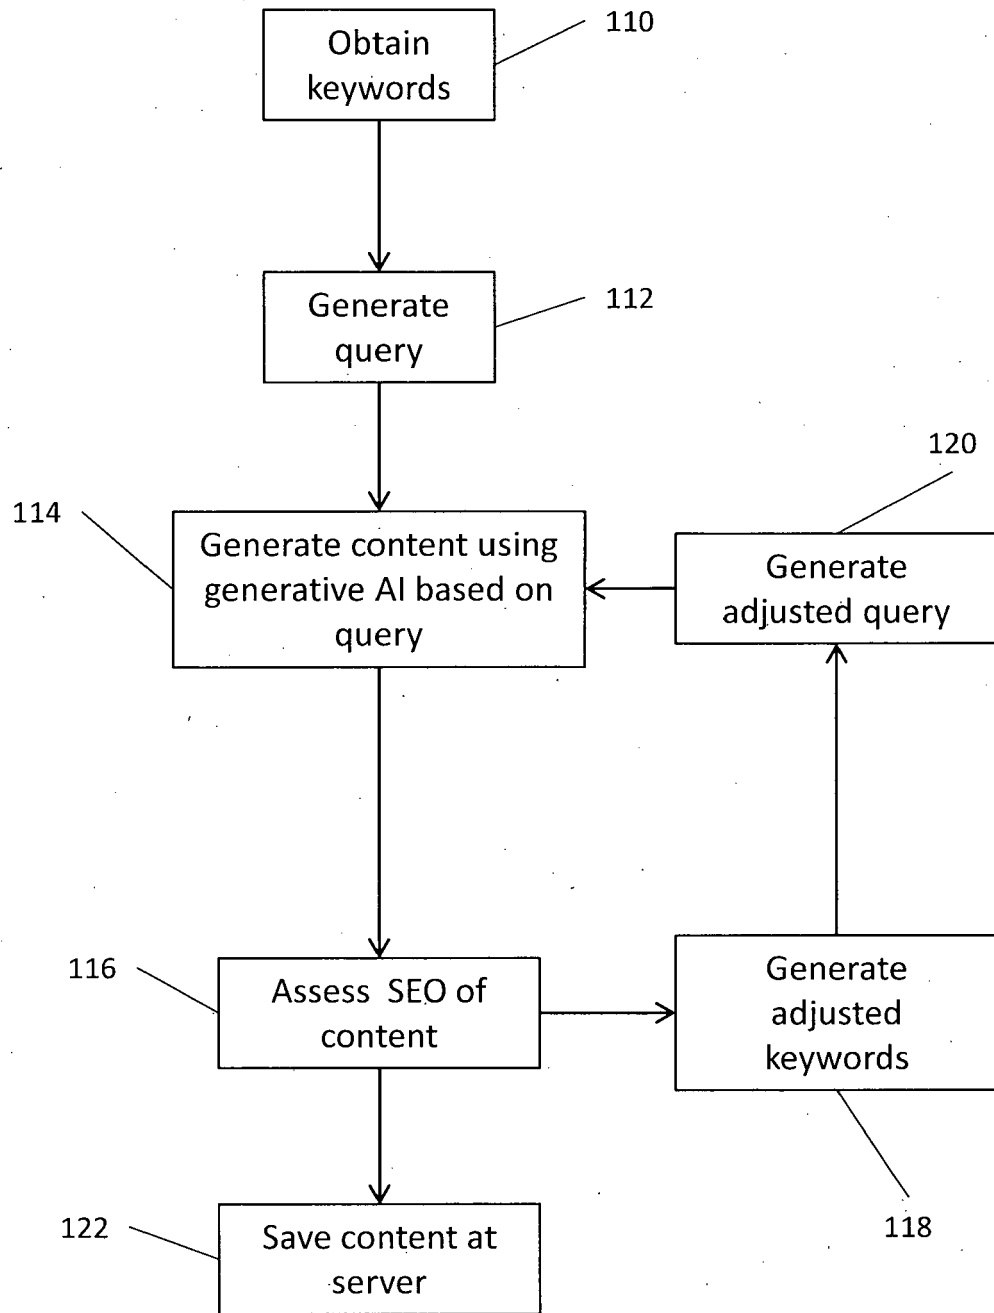 Obtain
keywords
110
Generate
query
112
114
Generate content using
generative AI based on
query
120
Generate
adjusted query
116
Assess SEO of
content
Generate
adjusted
keywords
118
122
Save content at
server